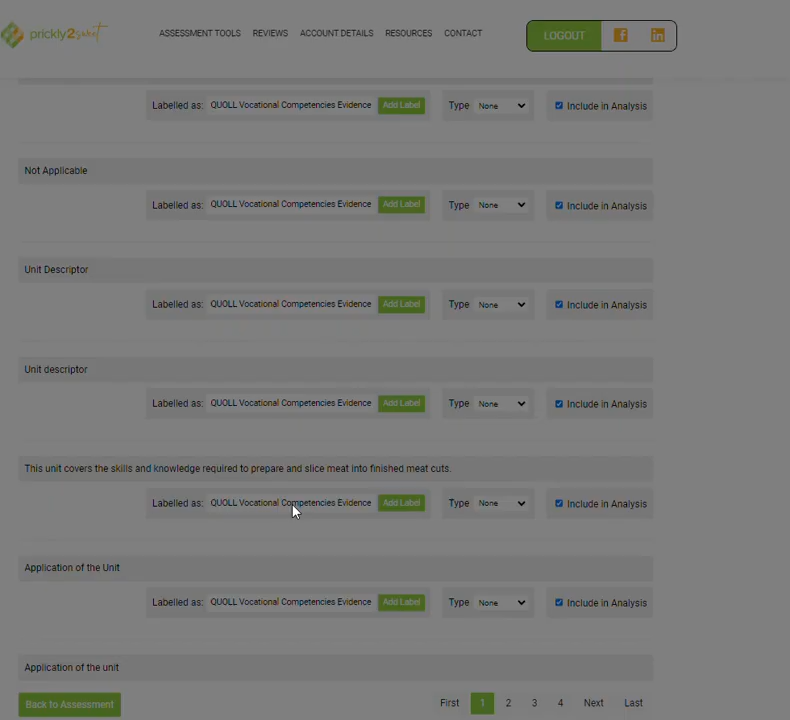 prickly2smart
ASSESSMENT TOOLS REVIEWS ACCOUNT DETAILS RESOURCES CONTACT LOGOUT
Labelled as: QUOLL Vocational Competencies Evidence Add Label Type None Include in Analysis
Not Applicable
Labelled as: QUOLL Vocational Competencies Evidence Add Label Type None Include in Analysis
Unit Descriptor
Labelled as: QUOLL Vocational Competencies Evidence Add Label Type None Include in Analysis
Unit descriptor
Labelled as: QUOLL Vocational Competencies Evidence Add Label Type None Include in Analysis
This unit covers the skills and knowledge required to prepare and slice meat into finished meat cuts.
Labelled as: QUOLL Vocational Competencies Evidence Add Label Type None Include in Analysis
Application of the Unit
Labelled as: QUOLL Vocational Competencies Evidence Add Label Type None Include in Analysis
Application of the unit
Back to Assessment First 1 2 3 4 Next Last